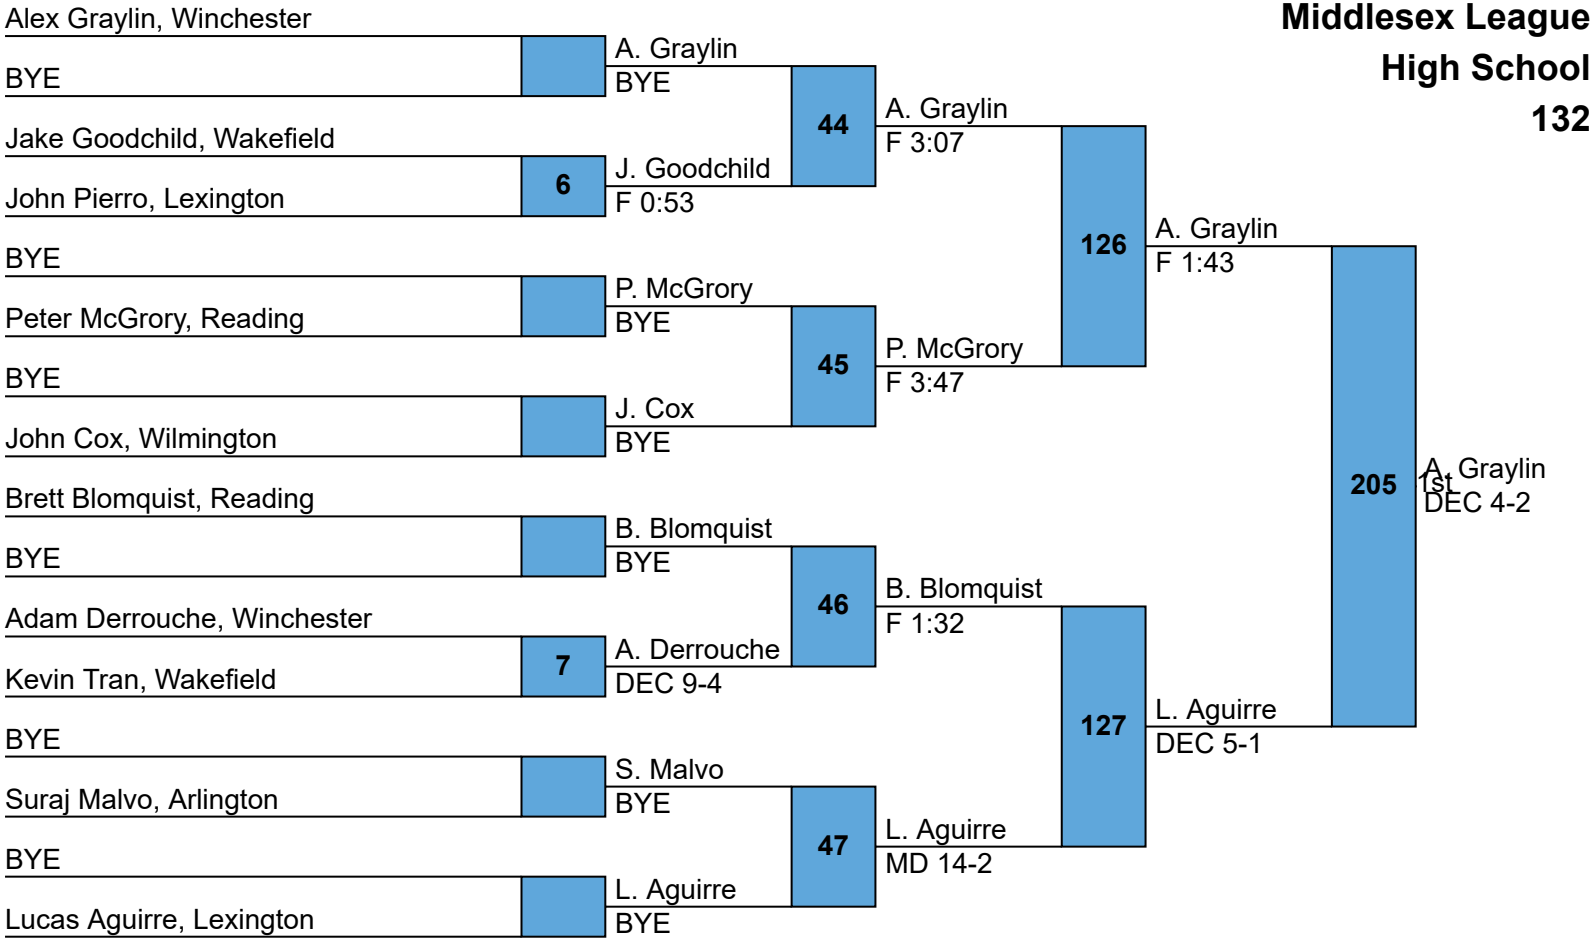 Middlesex League
High School
132
Alex Graylin, Winchester
BYE
Jake Goodchild, Wakefield
John Pierro, Lexington
BYE
Peter McGrory, Reading
BYE
John Cox, Wilmington
Brett Blomquist, Reading
BYE
Adam Derrouche, Winchester
Kevin Tran, Wakefield
BYE
Suraj Malvo, Arlington
BYE
Lucas Aguirre, Lexington
6
7
A. Graylin
BYE
J. Goodchild
F 0:53
P. McGrory
BYE
J. Cox
BYE
B. Blomquist
BYE
A. Derrouche
DEC 9-4
S. Malvo
BYE
L. Aguirre
BYE
44
45
46
47
A. Graylin
F 3:07
P. McGrory
F 3:47
B. Blomquist
F 1:32
L. Aguirre
MD 14-2
126
127
A. Graylin
F 1:43
L. Aguirre
DEC 5-1
205
1st
A. Graylin
DEC 4-2